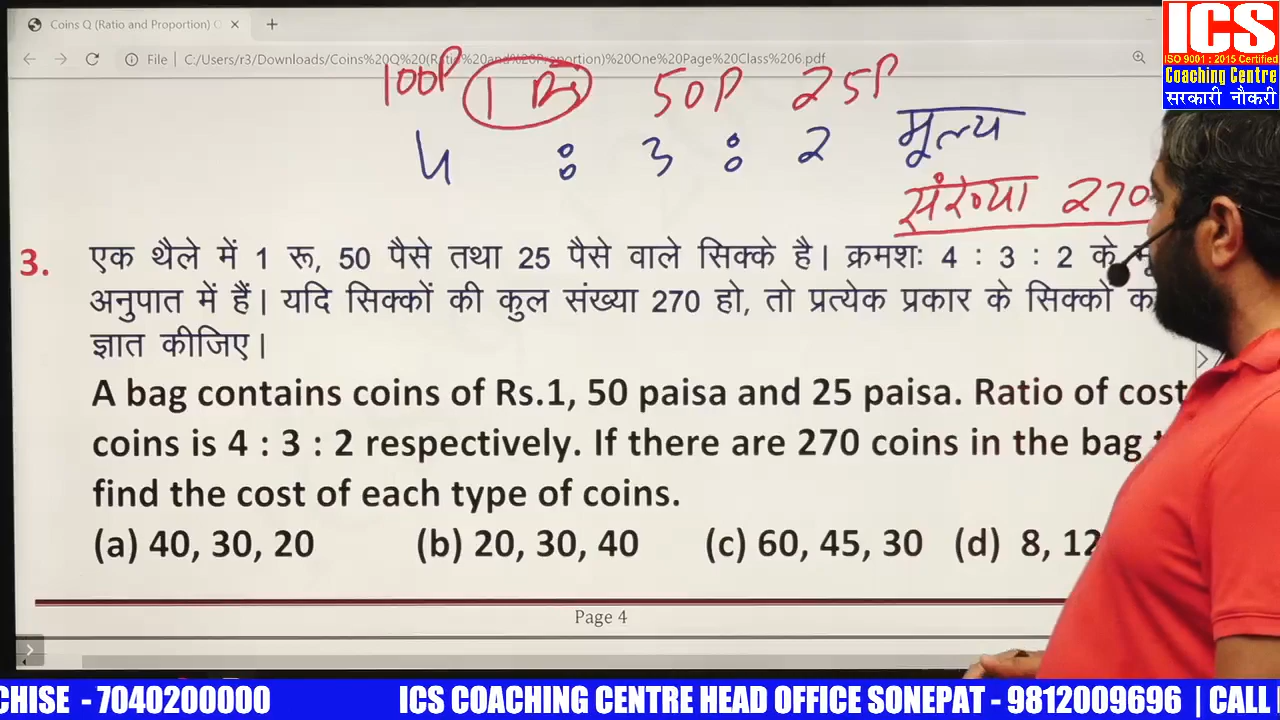 Coins Q (Ratio and Proportion) O
File | C:/Users/r3/Downloads/Coins%20Q%20(Ratio%20and%20Proportion)%20One%20Page%20Class%206.pdf
ICS
ISO 9001 : 2015 Certified
Coaching Centre
सरकारी नौकरी
100P 1 Rs 50P 25P
4 : 3 : 2 मूल्य
संख्या 270
3. एक थैले में 1 रू, 50 पैसे तथा 25 पैसे वाले सिक्के है। क्रमशः 4 : 3 : 2 के
अनुपात में हैं। यदि सिक्कों की कुल संख्या 270 हो, तो प्रत्येक प्रकार के सिक्कों
ज्ञात कीजिए।
A bag contains coins of Rs.1, 50 paisa and 25 paisa. Ratio of cost
coins is 4 : 3 : 2 respectively. If there are 270 coins in the bag
find the cost of each type of coins.
(a) 40, 30, 20 (b) 20, 30, 40 (c) 60, 45, 30 (d) 8, 12
Page 4
CHISE - 7040200000 ICS COACHING CENTRE HEAD OFFICE SONEPAT - 9812009696 | CALL